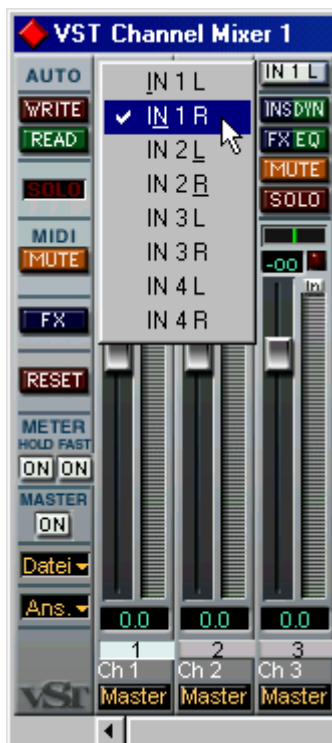 VST Channel Mixer 1
AUTO
WRITE
READ
SOLO
MIDI
MUTE
FX
RESET
METER
HOLD FAST
ON ON
MASTER
ON
Datei
Ans.
VST
IN 1 L
IN 1 R
IN 2 L
IN 2 R
IN 3 L
IN 3 R
IN 4 L
IN 4 R
IN 1 L
INS DYN
FX EQ
MUTE
SOLO
-oo
In
0.0 0.0 0.0
1 2 3
Ch 1 Ch 2 Ch 3
Master Master Master